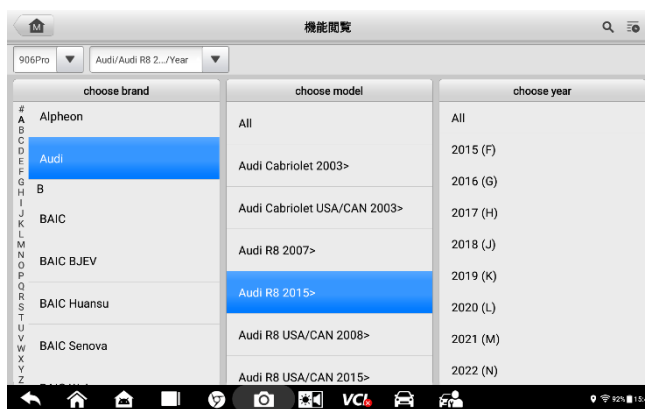 M
機能閲覧
906Pro
Audi/Audi R8 2.../Year
choose brand
choose model
choose year
#
A
B
C
D
E
F
G
H
I
J
K
L
M
N
O
P
Q
R
S
T
U
V
W
X
Y
Z
Alpheon
Audi
B
BAIC
BAIC BJEV
BAIC Huansu
BAIC Senova
All
Audi Cabriolet 2003>
Audi Cabriolet USA/CAN 2003>
Audi R8 2007>
Audi R8 2015>
Audi R8 USA/CAN 2008>
Audi R8 USA/CAN 2015>
All
2015 (F)
2016 (G)
2017 (H)
2018 (J)
2019 (K)
2020 (L)
2021 (M)
2022 (N)
VCI
92%